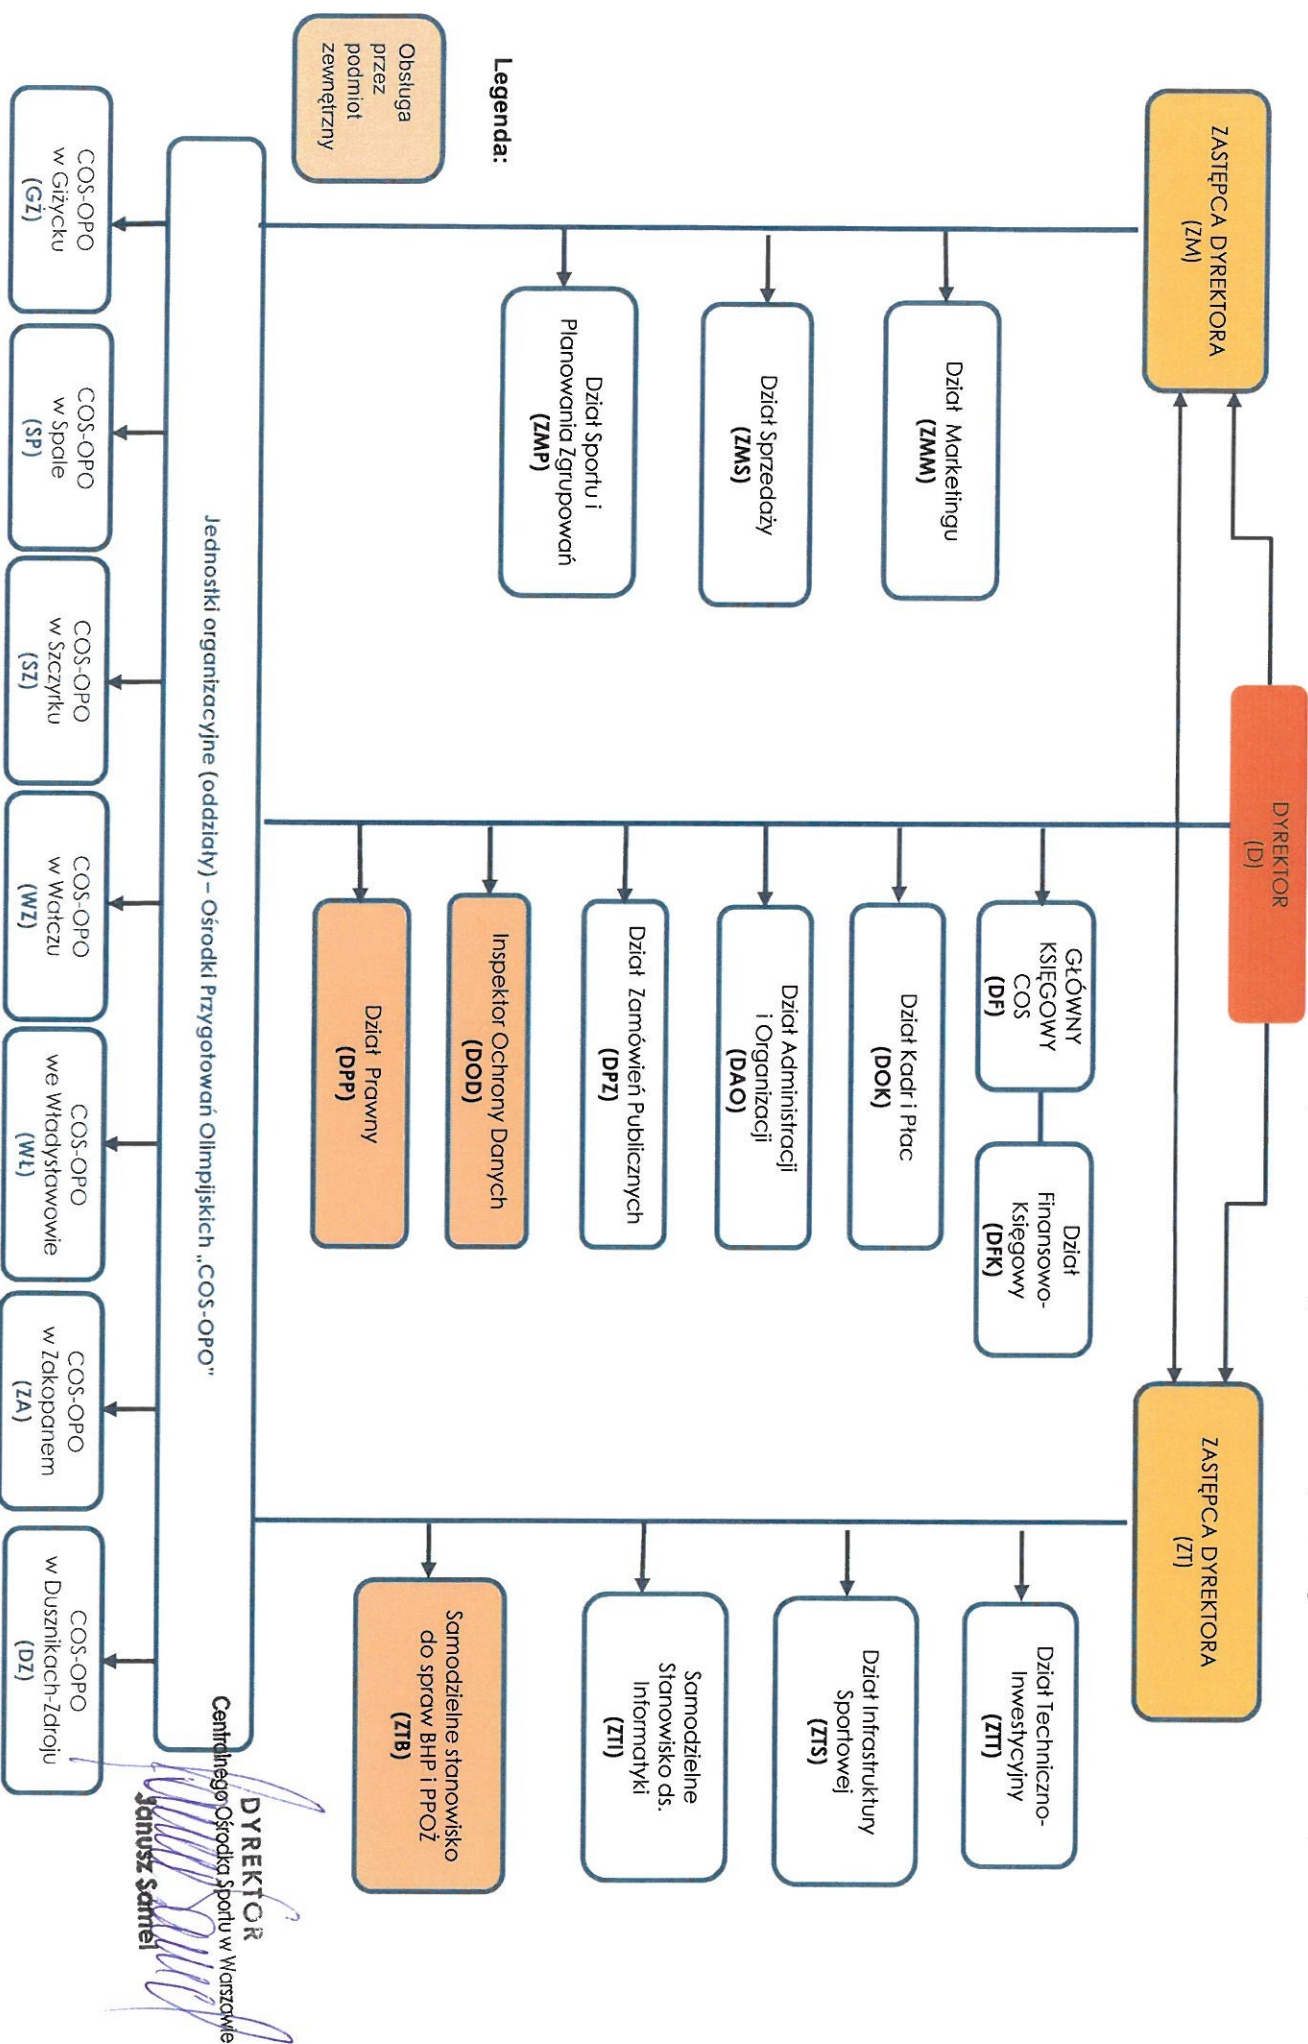 DYREKTOR
(D)
ZASTĘPCA DYREKTORA
(ZM)
ZASTĘPCA DYREKTORA
(ZT)
Dział Marketingu
(ZMM)
Dział Sprzedaży
(ZMS)
Dział Sportu i
Planowania Zgrupowań
(ZMP)
GŁÓWNY
KSIĘGOWY
COS
(DF)
Dział
Finansowo-
Księgowy
(DFK)
Dział Kadr i Płac
(DOK)
Dział Administracji
i Organizacji
(DAO)
Dział Zamówień Publicznych
(DPZ)
Inspektor Ochrony Danych
(DOD)
Dział Prawny
(DPP)
Dział Techniczno-
Inwestycyjny
(ZTT)
Dział Infrastruktury
Sportowej
(ZTS)
Samodzielne
Stanowisko ds.
Informatyki
(ZTI)
Samodzielne stanowisko
do spraw BHP i PPOŻ
(ZTB)
Legenda:
Obsługa
przez
podmiot
zewnętrzny
Jednostki organizacyjne (oddziały) – Ośrodki Przygotowań Olimpijskich „COS-OPO"
COS-OPO
w Giżycku
(GŻ)
COS-OPO
w Spale
(SP)
COS-OPO
w Szczyrku
(SZ)
COS-OPO
w Wałczu
(WZ)
COS-OPO
we Władysławowie
(WŁ)
COS-OPO
w Zakopanem
(ZA)
COS-OPO
w Dusznikach-Zdroju
(DZ)
DYREKTOR
Centralnego Ośrodka Sportu w Warszawie
Janusz Samel